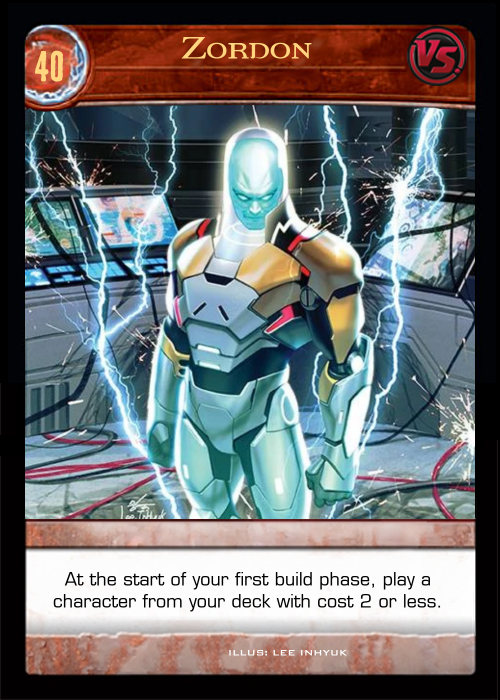 Zordon
40
VS.
At the start of your first build phase, play a
character from your deck with cost 2 or less.
ILLUS: LEE INHYUK